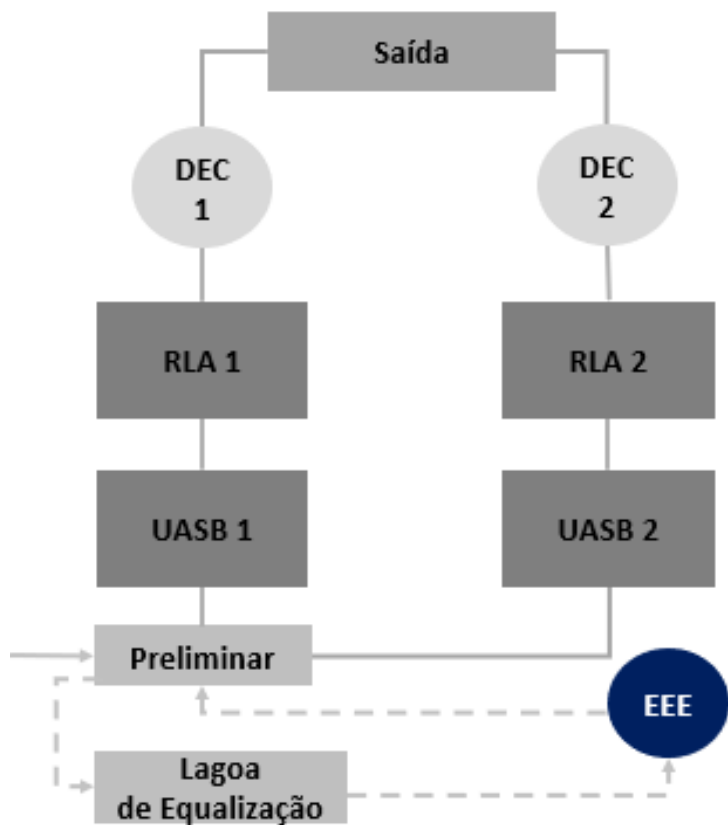 Saída
DEC
1
DEC
2
RLA 1
RLA 2
UASB 1
UASB 2
Preliminar
EEE
Lagoa
de Equalização